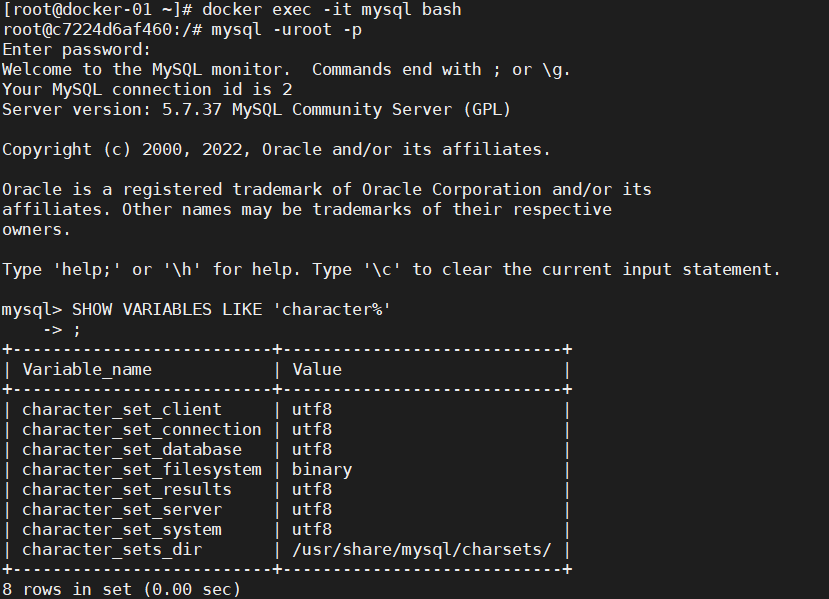 [root@docker-01 ~]# docker exec -it mysql bash
root@c7224d6af460:/# mysql -uroot -p
Enter password:
Welcome to the MySQL monitor.  Commands end with ; or \g.
Your MySQL connection id is 2
Server version: 5.7.37 MySQL Community Server (GPL)

Copyright (c) 2000, 2022, Oracle and/or its affiliates.

Oracle is a registered trademark of Oracle Corporation and/or its
affiliates. Other names may be trademarks of their respective
owners.

Type 'help;' or '\h' for help. Type '\c' to clear the current input statement.

mysql> SHOW VARIABLES LIKE 'character%'
    -> ;
+--------------------------+----------------------------+
| Variable_name            | Value                      |
+--------------------------+----------------------------+
| character_set_client     | utf8                       |
| character_set_connection | utf8                       |
| character_set_database   | utf8                       |
| character_set_filesystem | binary                     |
| character_set_results    | utf8                       |
| character_set_server     | utf8                       |
| character_set_system     | utf8                       |
| character_sets_dir       | /usr/share/mysql/charsets/ |
+--------------------------+----------------------------+
8 rows in set (0.00 sec)